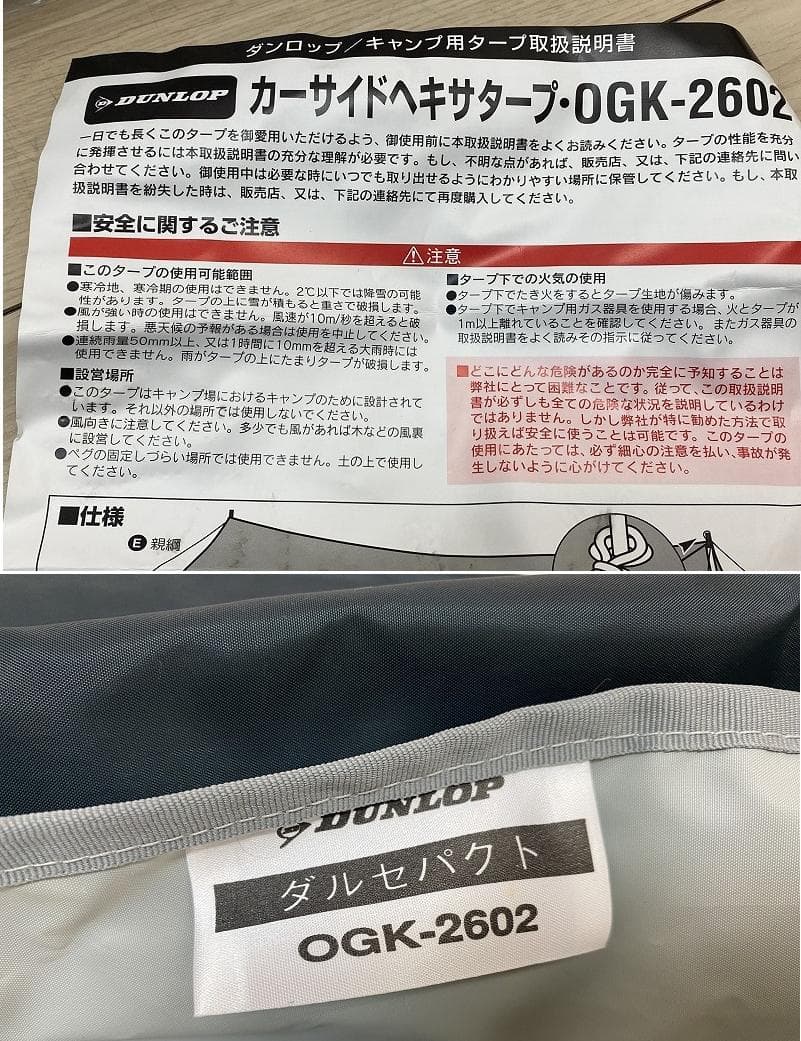 ダンロップ/キャンプ用タープ取扱説明書
DUNLOP カーサイドヘキサタープ・OGK-2602
一日でも長くこのタープを御愛用いただけるよう、御使用前に本取扱説明書をよくお読みください。タープの性能を充分
に発揮させるには本取扱説明書の充分な理解が必要です。もし、不明な点があれば、販売店、又は、下記の連絡先に問い
合わせてください。御使用中は必要な時にいつでも取り出せるようにわかりやすい場所に保管してください。もし、本取
扱説明書を紛失した時は、販売店、又は、下記の連絡先にて再度購入してください。
■安全に関するご注意
⚠注意
■このタープの使用可能範囲
●寒冷地、寒冷期の使用はできません。2℃以下では降雪の可能
性があります。タープの上に雪が積もると重さで破損します。
●風が強い時の使用はできません。風速が10m/秒を超えると破
損します。悪天候の予報がある場合は使用を中止してください。
●連続雨量50mm以上、又は1時間に10mmを超える大雨時には
使用できません。雨がタープの上にたまりタープが破損します。
■設営場所
●このタープはキャンプ場におけるキャンプのために設計されて
います。それ以外の場所では使用しないでください。
●風向きに注意してください。多少でも風があれば木などの風裏
に設営してください。
●ペグの固定しづらい場所では使用できません。土の上で使用し
てください。
■タープ下での火気の使用
●タープ下でたき火をするとタープ生地が傷みます。
●タープ下でキャンプ用ガス器具を使用する場合、火とタープが
1m以上離れていることを確認してください。またガス器具の
取扱説明書をよく読みその指示に従ってください。
■どこにどんな危険があるのか完全に予知することは
弊社にとって困難なことです。従って、この取扱説明
書が必ずしも全ての危険な状況を説明しているわけ
ではありません。しかし弊社が特に勧めた方法で取
り扱えば安全に使うことは可能です。このタープの
使用にあたっては、必ず細心の注意を払い、事故が発
生しないように心がけてください。
■仕様
E 親綱
DUNLOP
ダルセパクト
OGK-2602